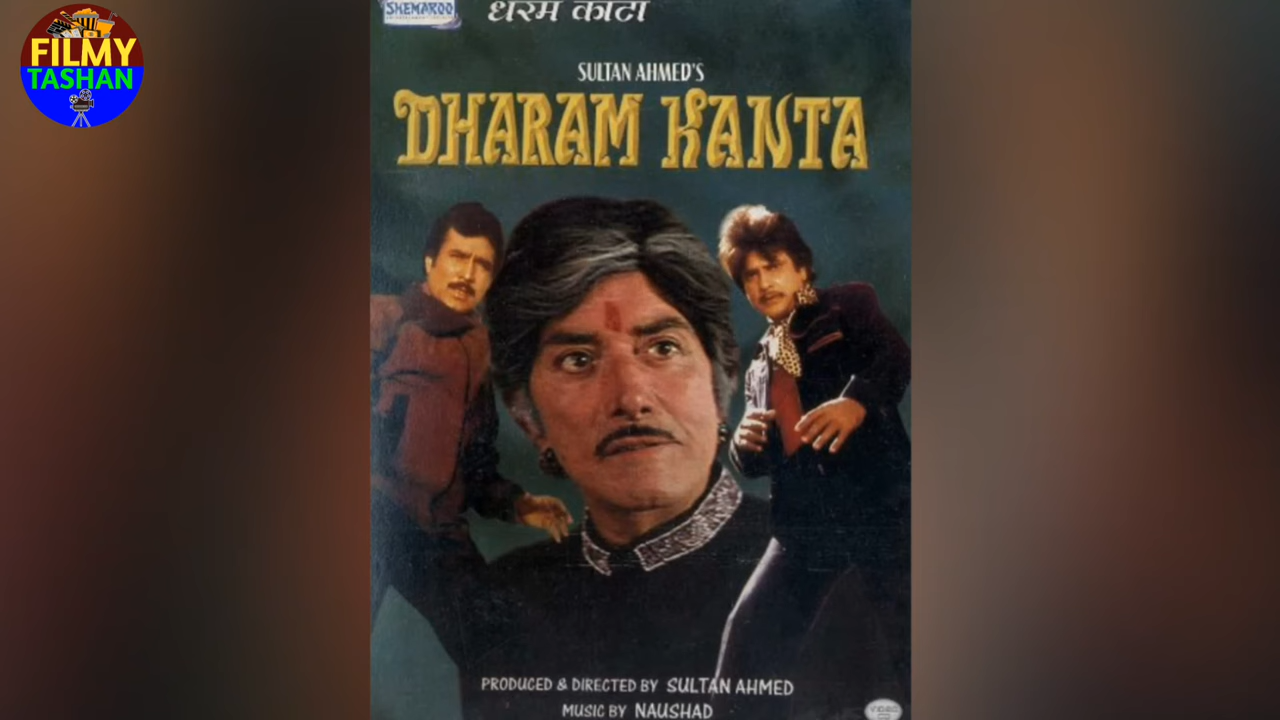 FILMY
TASHAN
SHEMAROO
धरम कांटा
SULTAN AHMED'S
DHARAM KANTA
PRODUCED & DIRECTED BY SULTAN AHMED
MUSIC BY NAUSHAD